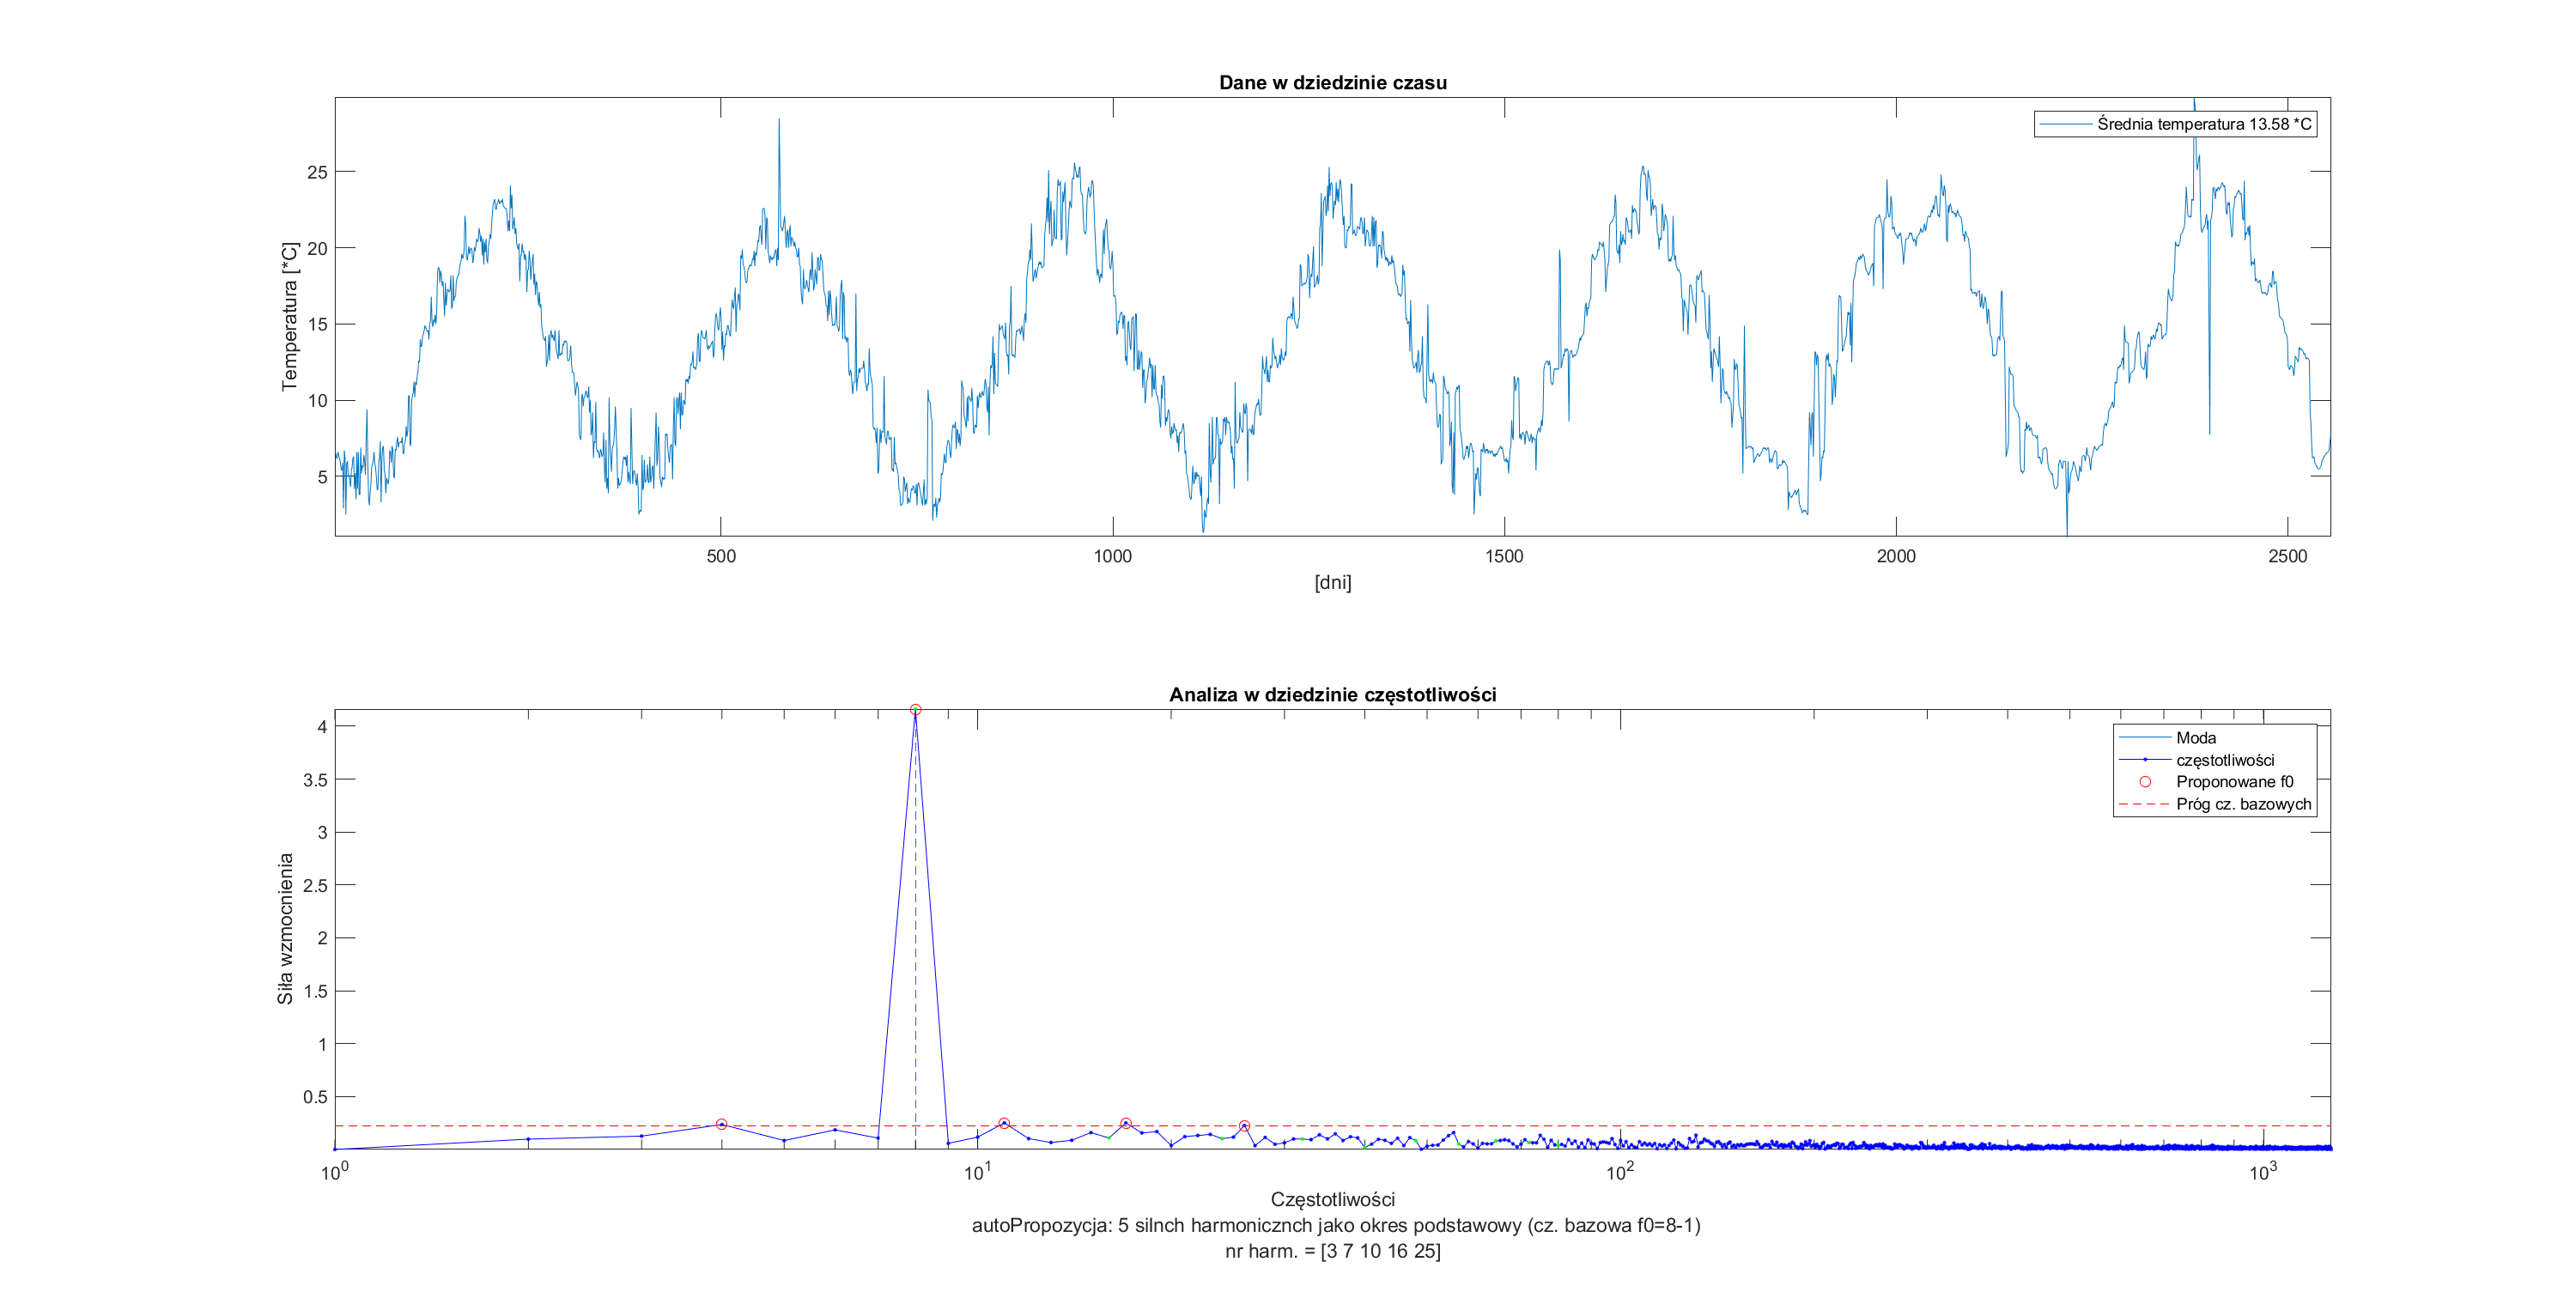 Dane w dziedzinie czasu
Temperatura [*C]
25
20
15
10
5
Średnia temperatura 13.58 *C
500 1000 1500 2000 2500
[dni]
Analiza w dziedzinie częstotliwości
Siła wzmocnienia
4
3.5
3
2.5
2
1.5
1
0.5
Moda
częstotliwości
Proponowane f0
Próg cz. bazowych
10^0 10^1 10^2 10^3
Częstotliwości
autoPropozycja: 5 silnch harmonicznch jako okres podstawowy (cz. bazowa f0=8-1)
nr harm. = [3 7 10 16 25]